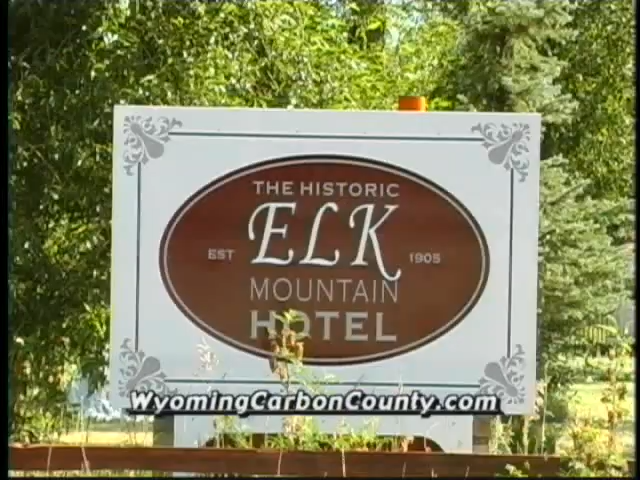 THE HISTORIC
ELK
EST 1905
MOUNTAIN
HOTEL
WyomingCarbonCounty.com